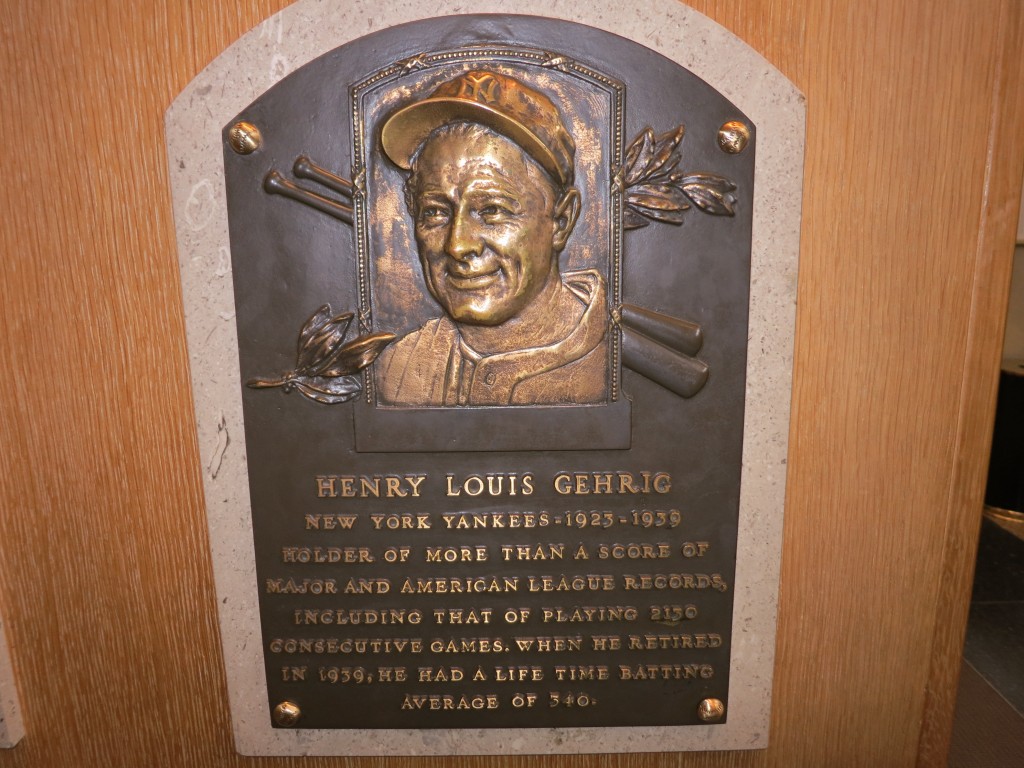 NY
HENRY LOUIS GEHRIG
NEW YORK YANKEES-1923-1939
HOLDER OF MORE THAN A SCORE OF
MAJOR AND AMERICAN LEAGUE RECORDS,
INCLUDING THAT OF PLAYING 2130
CONSECUTIVE GAMES. WHEN HE RETIRED
IN 1939, HE HAD A LIFE TIME BATTING
AVERAGE OF 340.